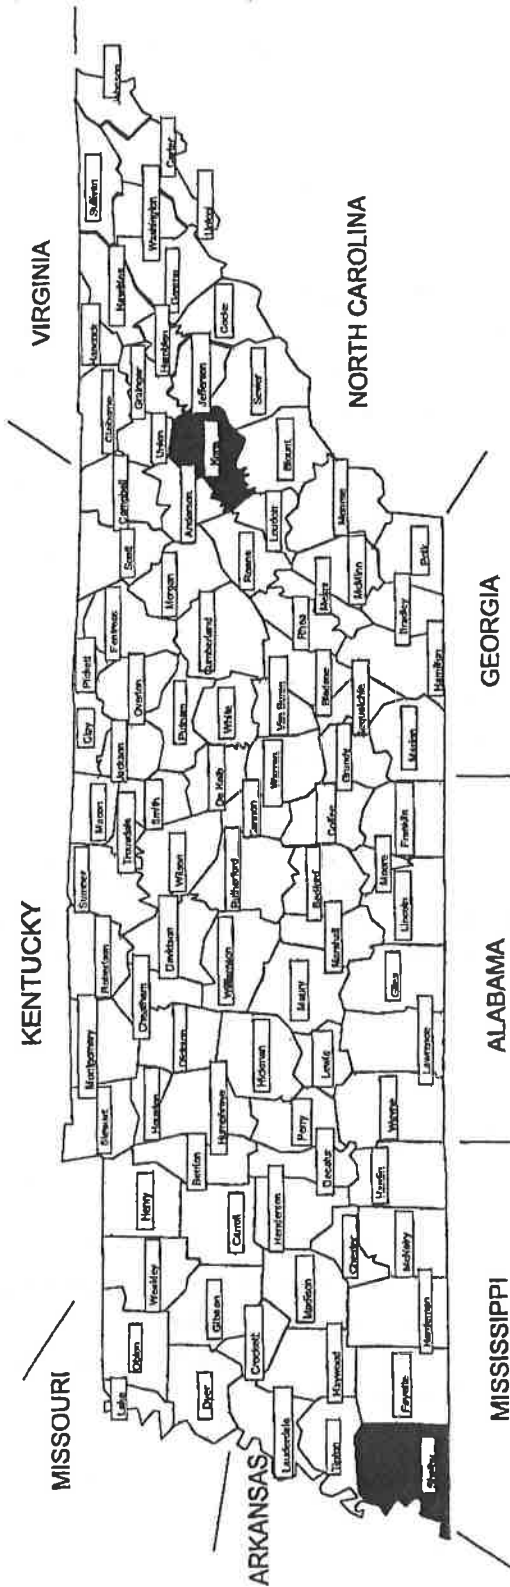 VIRGINIA
KENTUCKY
MISSOURI
ARKANSAS
MISSISSIPPI
ALABAMA
GEORGIA
NORTH CAROLINA
Lake
Obion
Weakley
Henry
Stewart
Montgomery
Robertson
Sumner
Macon
Clay
Pickett
Fentress
Scott
Campbell
Claiborne
Hancock
Hawkins
Sullivan
Johnson
Carter
Washington
Unicoi
Greene
Hamblen
Grainger
Union
Jefferson
Cocke
Sevier
Knox
Anderson
Blount
Loudon
Monroe
Roane
Morgan
Cumberland
Overton
Jackson
Putnam
White
Van Buren
Bledsoe
Rhea
Meigs
McMinn
Polk
Bradley
Hamilton
Sequatchie
Marion
Grundy
Warren
De Kalb
Cannon
Smith
Trousdale
Wilson
Rutherford
Coffee
Franklin
Moore
Bedford
Lincoln
Marshall
Davidson
Williamson
Cheatham
Maury
Giles
Dickson
Hickman
Lewis
Lawrence
Houston
Humphreys
Perry
Wayne
Benton
Decatur
Hardin
Carroll
Henderson
Chester
McNairy
Gibson
Madison
Hardeman
Crockett
Haywood
Fayette
Dyer
Lauderdale
Tipton
Shelby